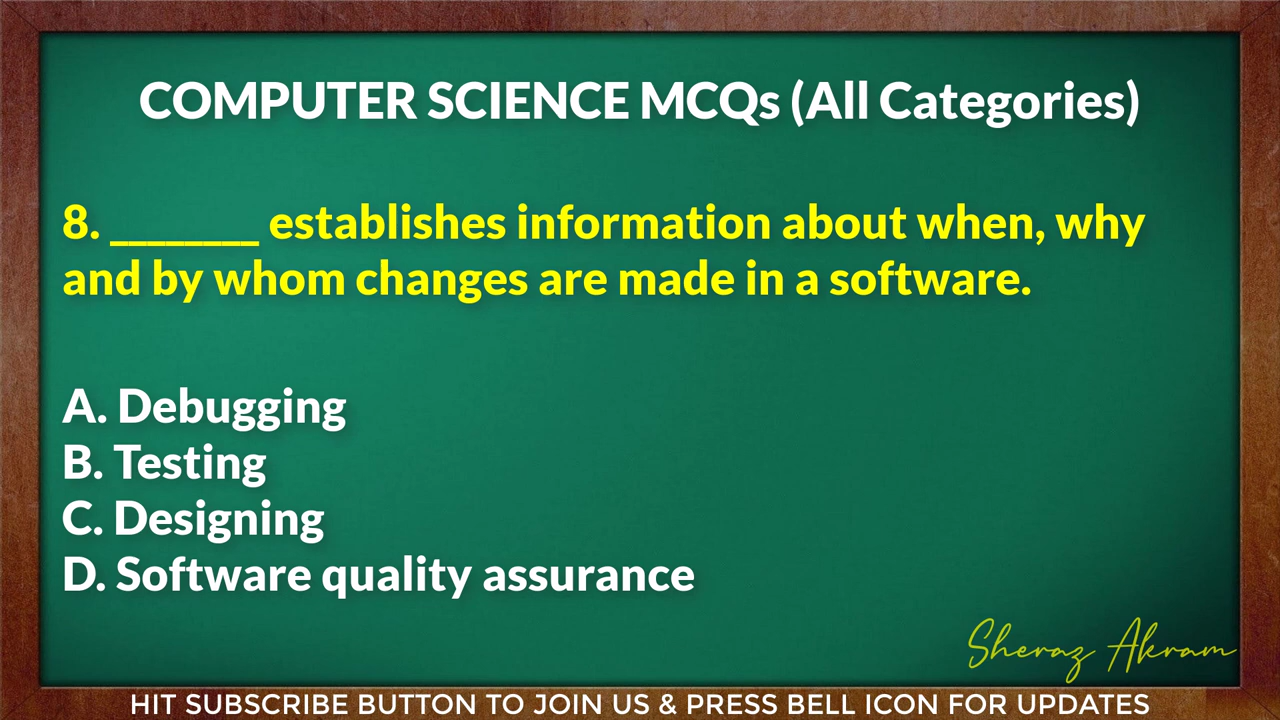 COMPUTER SCIENCE MCQs (All Categories)
8. ________ establishes information about when, why
and by whom changes are made in a software.
A. Debugging
B. Testing
C. Designing
D. Software quality assurance
Sheraz Akram
HIT SUBSCRIBE BUTTON TO JOIN US & PRESS BELL ICON FOR UPDATES